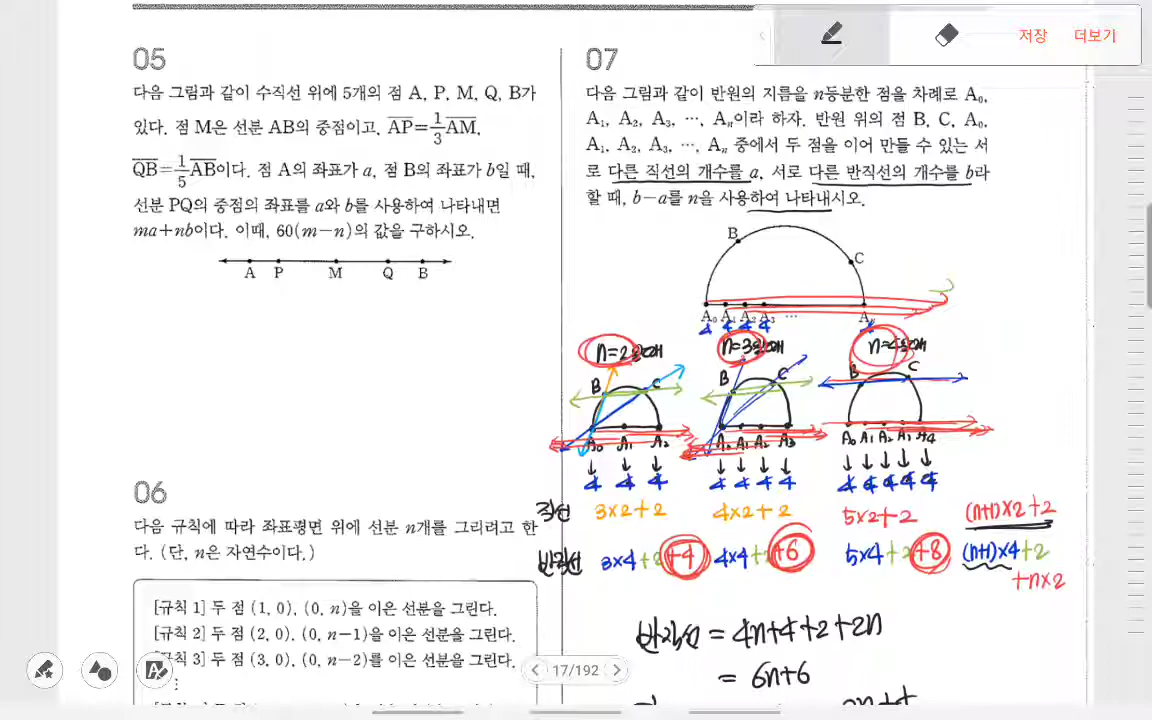 저장 더보기
05
다음 그림과 같이 수직선 위에 5개의 점 A, P, M, Q, B가
있다. 점 M은 선분 AB의 중점이고, AP=1/3AM,
QB=1/5AB이다. 점 A의 좌표가 a, 점 B의 좌표가 b일 때,
선분 PQ의 중점의 좌표를 a와 b를 사용하여 나타내면
ma+nb이다. 이때, 60(m-n)의 값을 구하시오.
A P M Q B
06
다음 규칙에 따라 좌표평면 위에 선분 n개를 그리려고 한
다. (단, n은 자연수이다.)
[규칙 1] 두 점 (1, 0), (0, n)을 이은 선분을 그린다.
[규칙 2] 두 점 (2, 0), (0, n-1)을 이은 선분을 그린다.
[규칙 3] 두 점 (3, 0), (0, n-2)를 이은 선분을 그린다.
⋮
07
다음 그림과 같이 반원의 지름을 n등분한 점을 차례로 A₀,
A₁, A₂, A₃, ⋯, Aₙ이라 하자. 반원 위의 점 B, C, A₀,
A₁, A₂, A₃, ⋯, Aₙ 중에서 두 점을 이어 만들 수 있는 서
로 다른 직선의 개수를 a, 서로 다른 반직선의 개수를 b라
할 때, b-a를 n을 사용하여 나타내시오.
B
C
A₀ A₁ A₂ A₃ ⋯ Aₙ
4 4 4 4
n=2일때 n=3일때 n=4일때
B C B C B C
A₀ A₁ A₂ A₁ A₂ A₃ A₀ A₁ A₂ A₃ A4
4 4 4 4 4 4 4 4 4 4 4 4
직선 3×2+2 4×2+2 5×2+2 (n+1)×2+2
반직선 3×4+2+4 4×4+2+6 5×4+2+8 (n+1)×4+2
+n×2
반직선 = 4n+4+2+2n
= 6n+6
17/192